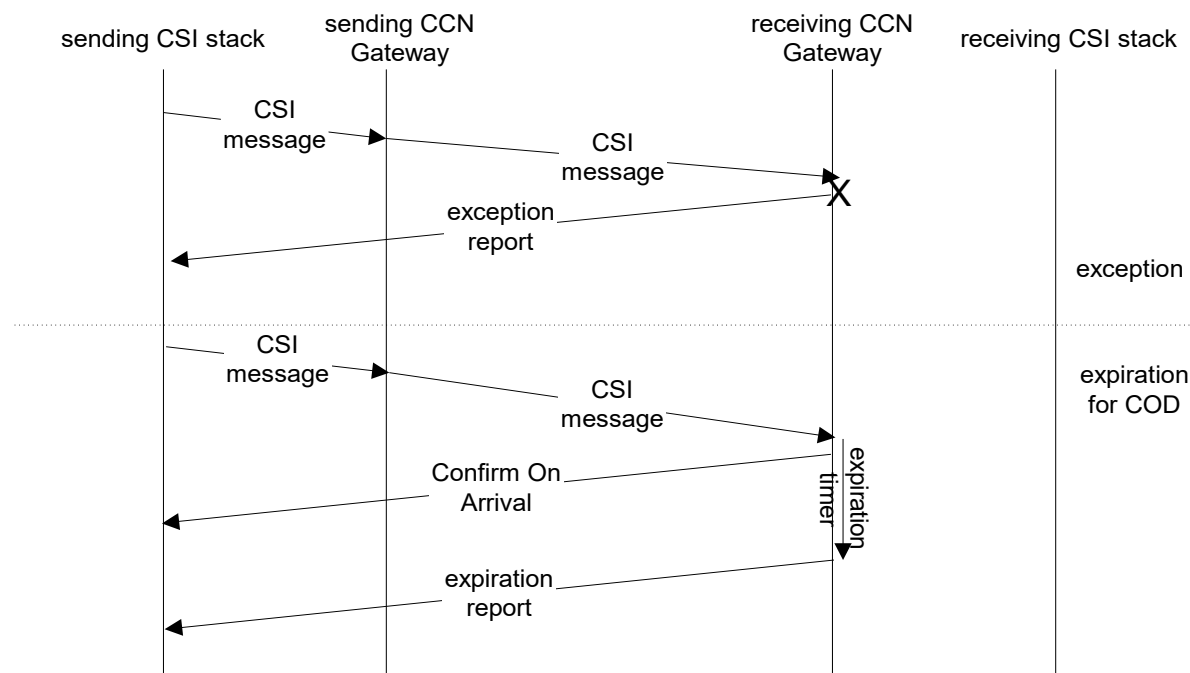 sending CSI stack
sending CCN
Gateway
receiving CCN
Gateway
receiving CSI stack
CSI
message
CSI
message
X
exception
report
exception
CSI
message
expiration
for COD
CSI
message
Confirm On
Arrival
expiration
timer
expiration
report